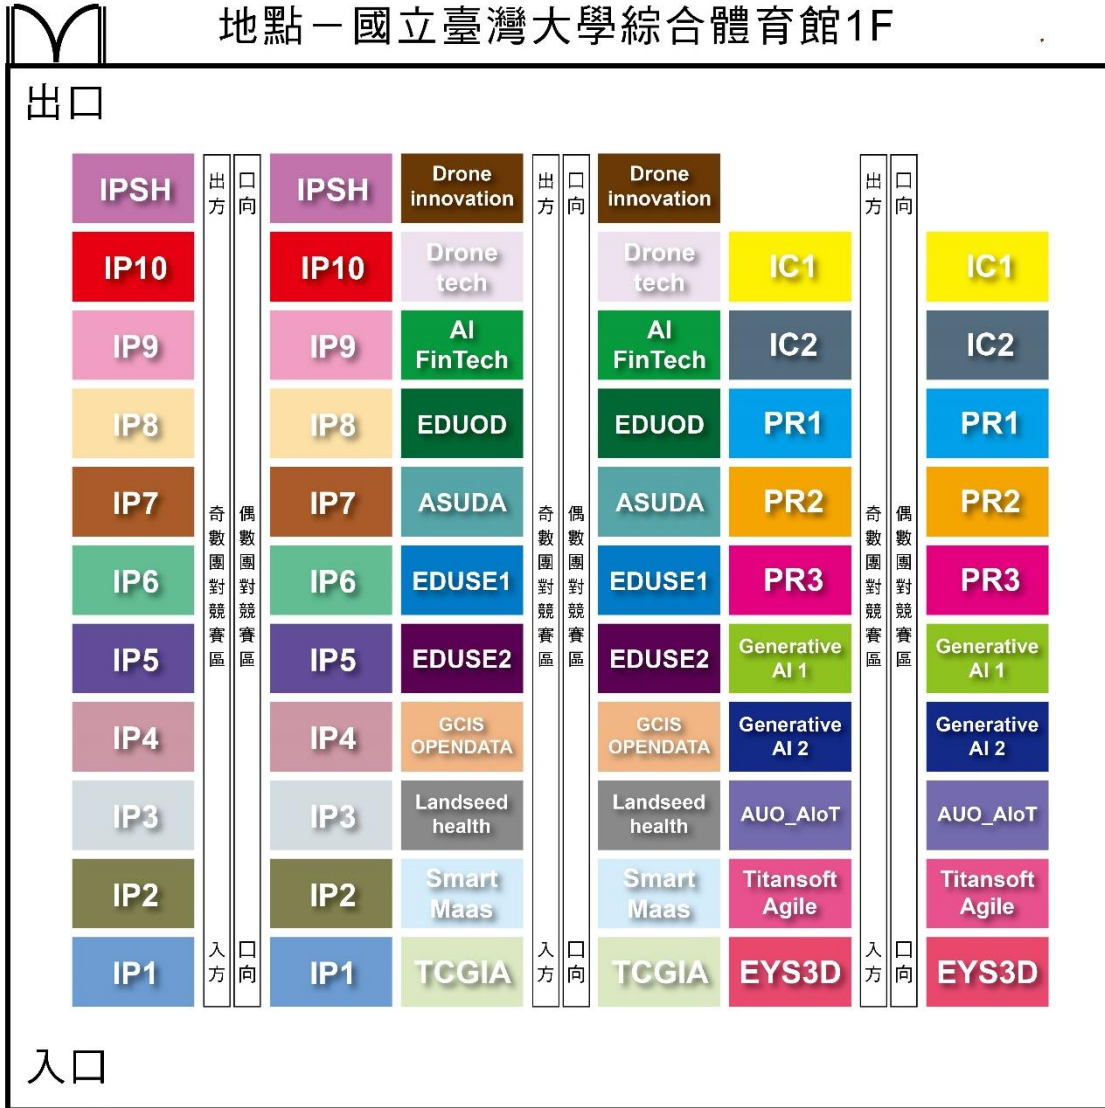 地點－國立臺灣大學綜合體育館1F
出口
IPSH
出口
方向
IPSH
Drone
innovation
出口
方向
Drone
innovation
出口
方向
IP10
IP10
Drone
tech
Drone
tech
IC1
IC1
IP9
IP9
AI
FinTech
AI
FinTech
IC2
IC2
IP8
IP8
EDUOD
EDUOD
PR1
PR1
IP7
IP7
ASUDA
ASUDA
PR2
PR2
奇數團對競賽區
偶數團對競賽區
奇數團對競賽區
偶數團對競賽區
奇數團對競賽區
偶數團對競賽區
IP6
IP6
EDUSE1
EDUSE1
PR3
PR3
IP5
IP5
EDUSE2
EDUSE2
Generative
AI 1
Generative
AI 1
IP4
IP4
GCIS
OPENDATA
GCIS
OPENDATA
Generative
AI 2
Generative
AI 2
IP3
IP3
Landseed
health
Landseed
health
AUO_AIoT
AUO_AIoT
IP2
IP2
Smart
Maas
Smart
Maas
Titansoft
Agile
Titansoft
Agile
IP1
入口
方向
IP1
TCGIA
入口
方向
TCGIA
EYS3D
入口
方向
EYS3D
入口